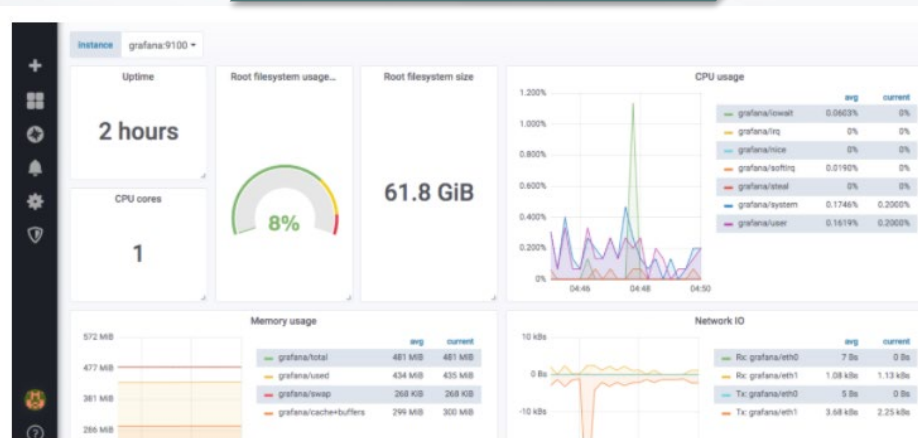 instance grafana:9100
Uptime
2 hours
CPU cores
1
Root filesystem usage...
8%
Root filesystem size
61.8 GiB
CPU usage
1.200%
1.000%
0.800%
0.600%
0.400%
0.200%
0%
04:46 04:48 04:50
avg current
grafana/iowait 0.0603% 0%
grafana/irq 0% 0%
grafana/nice 0% 0%
grafana/softirq 0.0190% 0%
grafana/steal 0% 0%
grafana/system 0.1746% 0.2000%
grafana/user 0.1619% 0.2000%
Memory usage
572 MiB
477 MiB
381 MiB
286 MiB
avg current
grafana/total 481 MiB 481 MiB
grafana/used 434 MiB 435 MiB
grafana/swap 268 KiB 268 KiB
grafana/cache+buffers 299 MiB 300 MiB
Network IO
10 kBs
0 Bs
-10 kBs
avg current
Rx: grafana/eth0 7 Bs 0 Bs
Rx: grafana/eth1 1.08 kBs 1.13 kBs
Tx: grafana/eth0 5 Bs 0 Bs
Tx: grafana/eth1 3.68 kBs 2.25 kBs